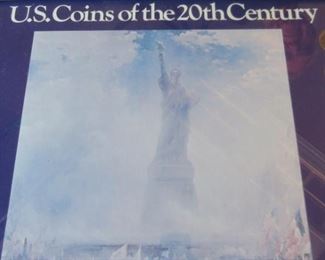 U.S. Coins of the 20th Century